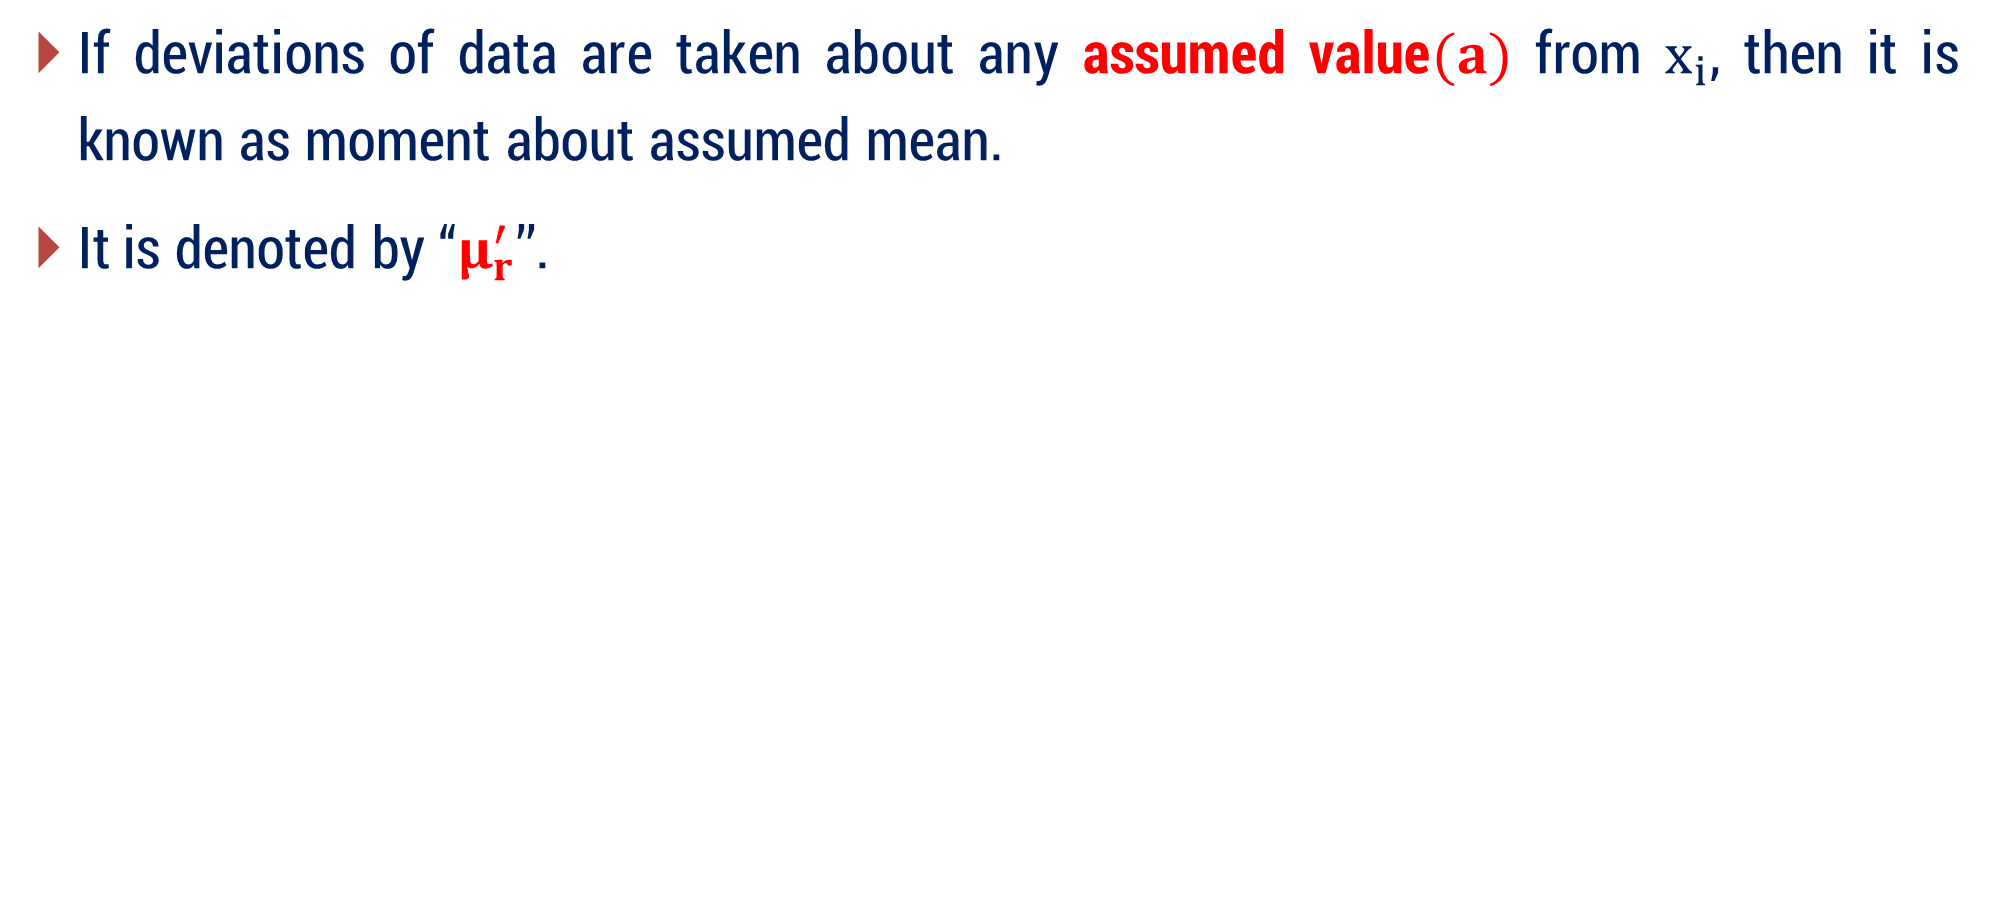 If deviations of data are taken about any assumed value(a) from xᵢ, then it is
known as moment about assumed mean.
It is denoted by “μ′ᵣ”.